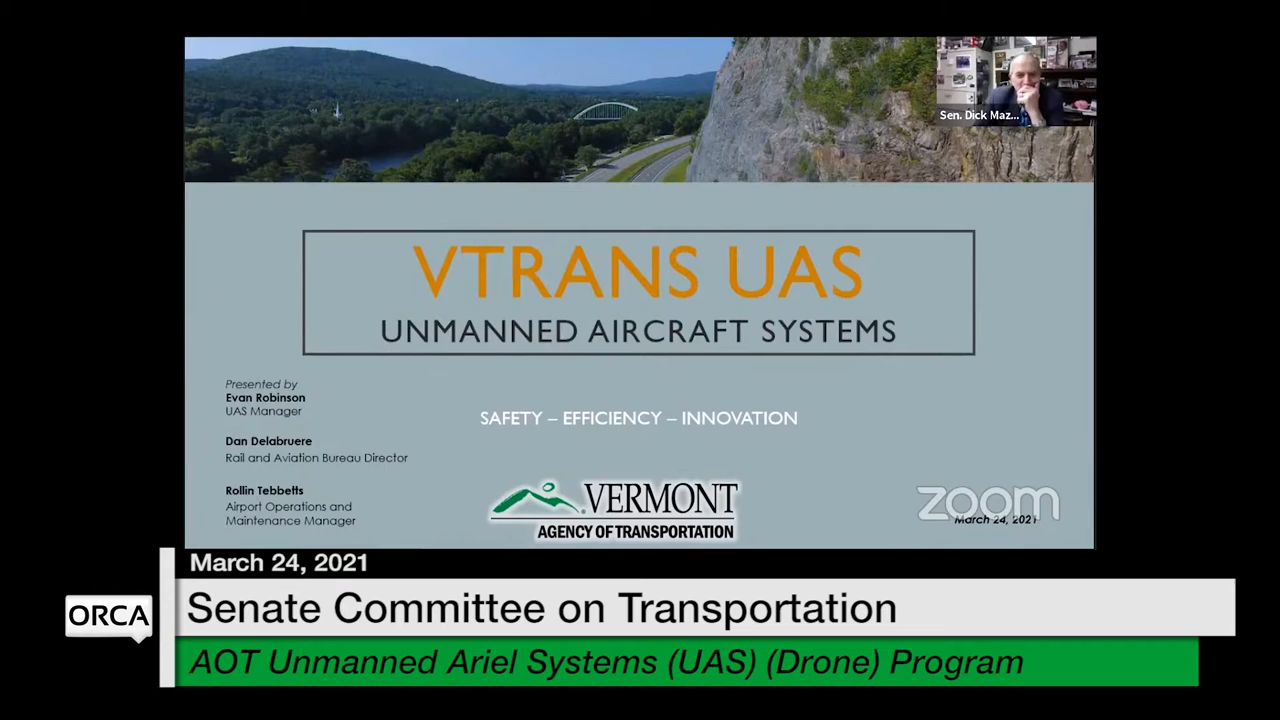 Sen. Dick Maz...
VTRANS UAS
UNMANNED AIRCRAFT SYSTEMS
Presented by
Evan Robinson
UAS Manager
SAFETY – EFFICIENCY – INNOVATION
Dan Delabruere
Rail and Aviation Bureau Director
Rollin Tebbetts
Airport Operations and
Maintenance Manager
VERMONT
AGENCY OF TRANSPORTATION
zoom
March 24, 2021
March 24, 2021
ORCA
Senate Committee on Transportation
AOT Unmanned Ariel Systems (UAS) (Drone) Program